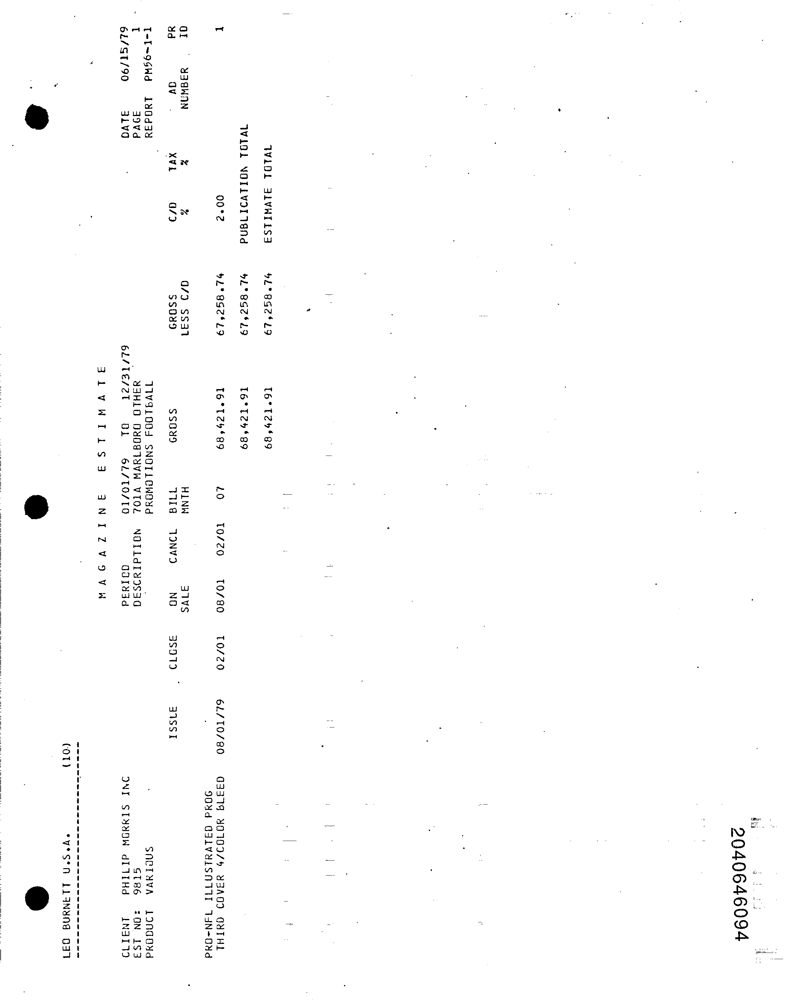 LEO BURNETT U.S.A. (10)
--------------------------------
M A G A Z I N E E S T I M A T E
CLIENT PHILIP MORRIS INC PERIOD 01/01/79 TO 12/31/79 DATE 06/15/79
EST NO: 9815 DESCRIPTION 701A MARLBORO OTHER PAGE 1
PRODUCT VARIOUS PROMOTIONS FOOTBALL REPORT PM56-1-1
ISSUE CLOSE ON CANCL BILL GROSS GROSS C/D TAX AD PR
SALE MNTH LESS C/D % % NUMBER ID
PRO-NFL ILLUSTRATED PROG 08/01/79 02/01 08/01 02/01 07 68,421.91 67,258.74 2.00 1
THIRD COVER 4/COLOR BLEED
68,421.91 67,258.74 PUBLICATION TOTAL
68,421.91 67,258.74 ESTIMATE TOTAL
2040646094